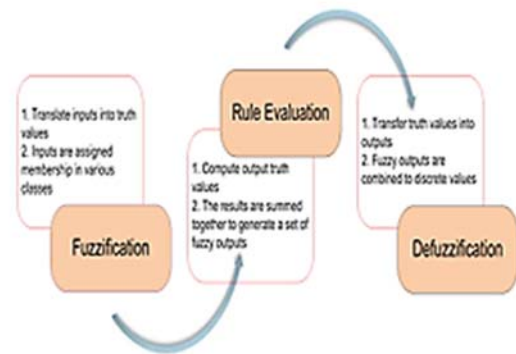 1. Translate inputs into truth
values
2. Inputs are assigned
membership in various
classes
Fuzzification
Rule Evaluation
1. Compute output truth
values
2. The results are summed
together to generate a set of
fuzzy outputs
1. Transfer truth values into
outputs
2. Fuzzy outputs are
combined to discrete values
Defuzzification